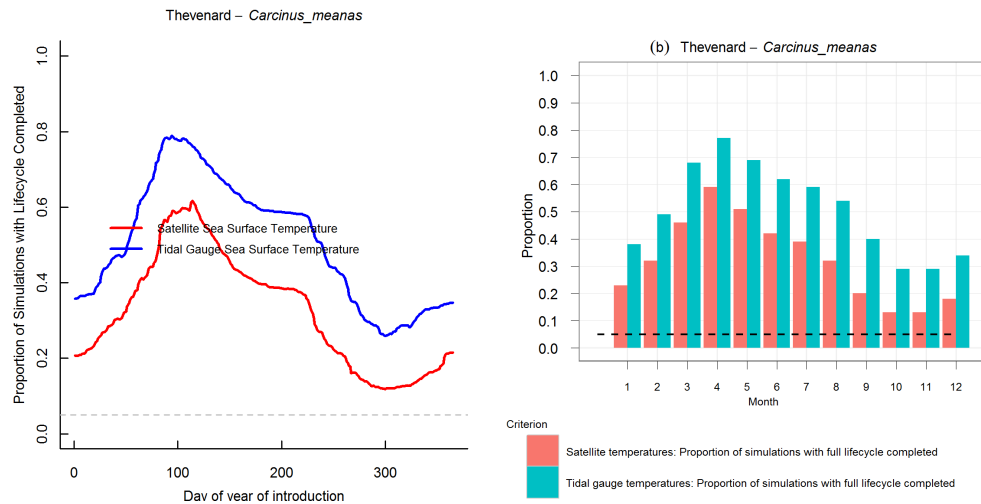 Thevenard – Carcinus_meanas
Proportion of Simulations with Lifecycle Completed
1.0
0.8
0.6
0.4
0.2
0.0
Satellite Sea Surface Temperature
Tidal Gauge Sea Surface Temperature
0 100 200 300
Day of year of introduction
(b) Thevenard – Carcinus_meanas
Proportion
1.0
0.9
0.8
0.7
0.6
0.5
0.4
0.3
0.2
0.1
0.0
1 2 3 4 5 6 7 8 9 10 11 12
Month
Criterion
Satellite temperatures: Proportion of simulations with full lifecycle completed
Tidal gauge temperatures: Proportion of simulations with full lifecycle completed